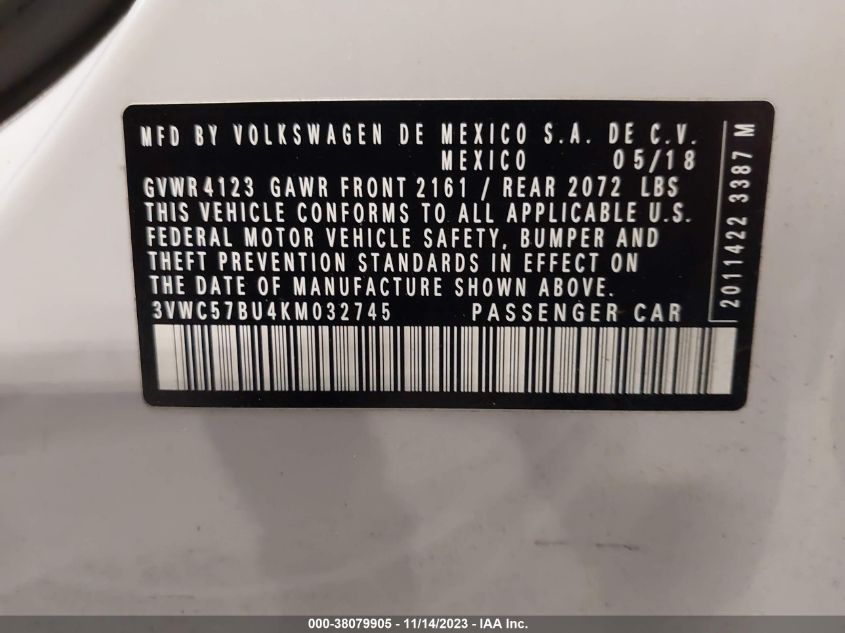 MFD BY VOLKSWAGEN DE MEXICO S.A. DE C.V.
MEXICO 05/18
GVWR 4123 GAWR FRONT 2161 / REAR 2072 LBS
THIS VEHICLE CONFORMS TO ALL APPLICABLE U.S.
FEDERAL MOTOR VEHICLE SAFETY, BUMPER AND
THEFT PREVENTION STANDARDS IN EFFECT ON
THE DATE OF MANUFACTURE SHOWN ABOVE.
3VWC57BU4KM032745 PASSENGER CAR
2011422 3387 M
000-38079905 - 11/14/2023 - IAA Inc.